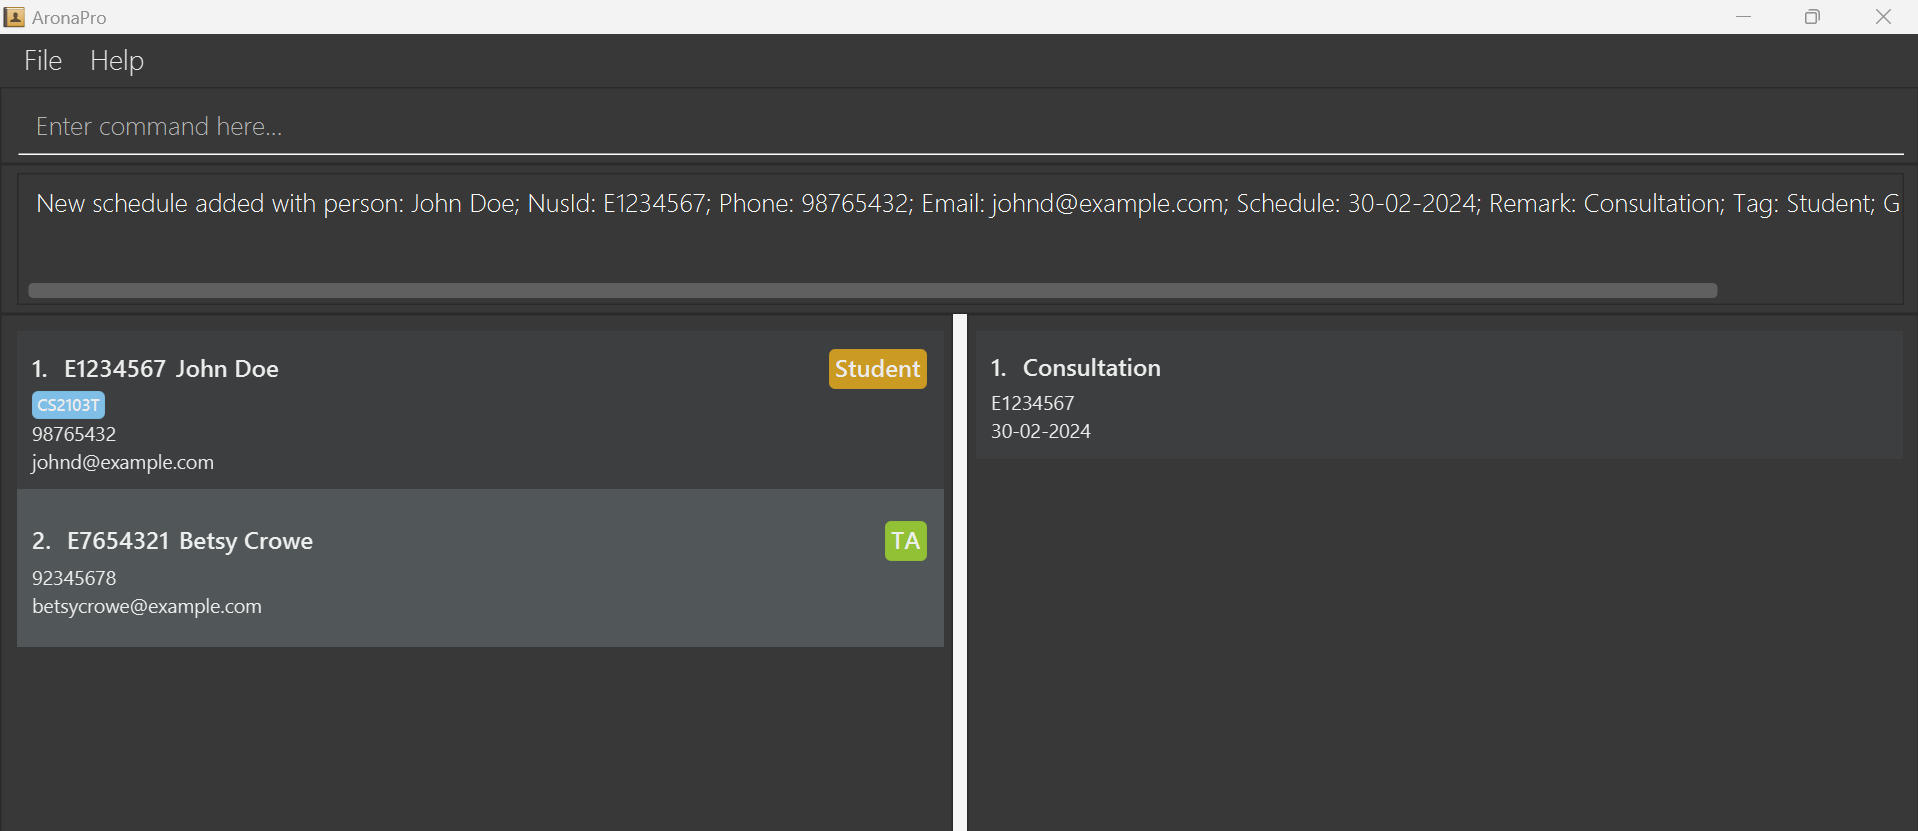 AronaPro
File Help
Enter command here...
New schedule added with person: John Doe; NusId: E1234567; Phone: 98765432; Email: johnd@example.com; Schedule: 30-02-2024; Remark: Consultation; Tag: Student; G
1. E1234567 John Doe
Student
CS2103T
98765432
johnd@example.com
2. E7654321 Betsy Crowe
TA
92345678
betsycrowe@example.com
1. Consultation
E1234567
30-02-2024